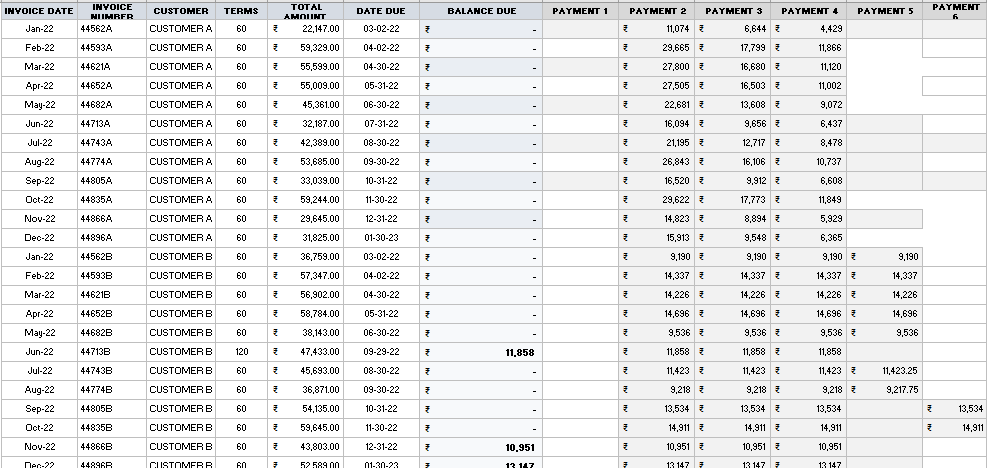 INVOICE DATE INVOICE NUMBER CUSTOMER TERMS TOTAL AMOUNT DATE DUE BALANCE DUE PAYMENT 1 PAYMENT 2 PAYMENT 3 PAYMENT 4 PAYMENT 5 PAYMENT 6
Jan-22 44562A CUSTOMER A 60 ₹ 22,147.00 03-02-22 ₹ - ₹ 11,074 ₹ 6,644 ₹ 4,429
Feb-22 44593A CUSTOMER A 60 ₹ 59,329.00 04-02-22 ₹ - ₹ 29,665 ₹ 17,799 ₹ 11,866
Mar-22 44621A CUSTOMER A 60 ₹ 55,599.00 04-30-22 ₹ - ₹ 27,800 ₹ 16,680 ₹ 11,120
Apr-22 44652A CUSTOMER A 60 ₹ 55,009.00 05-31-22 ₹ - ₹ 27,505 ₹ 16,503 ₹ 11,002
May-22 44682A CUSTOMER A 60 ₹ 45,361.00 06-30-22 ₹ - ₹ 22,681 ₹ 13,608 ₹ 9,072
Jun-22 44713A CUSTOMER A 60 ₹ 32,187.00 07-31-22 ₹ - ₹ 16,094 ₹ 9,656 ₹ 6,437
Jul-22 44743A CUSTOMER A 60 ₹ 42,389.00 08-30-22 ₹ - ₹ 21,195 ₹ 12,717 ₹ 8,478
Aug-22 44774A CUSTOMER A 60 ₹ 53,685.00 09-30-22 ₹ - ₹ 26,843 ₹ 16,106 ₹ 10,737
Sep-22 44805A CUSTOMER A 60 ₹ 33,039.00 10-31-22 ₹ - ₹ 16,520 ₹ 9,912 ₹ 6,608
Oct-22 44835A CUSTOMER A 60 ₹ 59,244.00 11-30-22 ₹ - ₹ 29,622 ₹ 17,773 ₹ 11,849
Nov-22 44866A CUSTOMER A 60 ₹ 29,645.00 12-31-22 ₹ - ₹ 14,823 ₹ 8,894 ₹ 5,929
Dec-22 44896A CUSTOMER A 60 ₹ 31,825.00 01-30-23 ₹ - ₹ 15,913 ₹ 9,548 ₹ 6,365
Jan-22 44562B CUSTOMER B 60 ₹ 36,759.00 03-02-22 ₹ - ₹ 9,190 ₹ 9,190 ₹ 9,190 ₹ 9,190
Feb-22 44593B CUSTOMER B 60 ₹ 57,347.00 04-02-22 ₹ - ₹ 14,337 ₹ 14,337 ₹ 14,337 ₹ 14,337
Mar-22 44621B CUSTOMER B 60 ₹ 56,902.00 04-30-22 ₹ - ₹ 14,226 ₹ 14,226 ₹ 14,226 ₹ 14,226
Apr-22 44652B CUSTOMER B 60 ₹ 58,784.00 05-31-22 ₹ - ₹ 14,696 ₹ 14,696 ₹ 14,696 ₹ 14,696
May-22 44682B CUSTOMER B 60 ₹ 38,143.00 06-30-22 ₹ - ₹ 9,536 ₹ 9,536 ₹ 9,536 ₹ 9,536
Jun-22 44713B CUSTOMER B 120 ₹ 47,433.00 09-29-22 ₹ 11,858 ₹ 11,858 ₹ 11,858 ₹ 11,858
Jul-22 44743B CUSTOMER B 60 ₹ 45,693.00 08-30-22 ₹ - ₹ 11,423 ₹ 11,423 ₹ 11,423 ₹ 11,423.25
Aug-22 44774B CUSTOMER B 60 ₹ 36,871.00 09-30-22 ₹ - ₹ 9,218 ₹ 9,218 ₹ 9,218 ₹ 9,217.75
Sep-22 44805B CUSTOMER B 60 ₹ 54,135.00 10-31-22 ₹ - ₹ 13,534 ₹ 13,534 ₹ 13,534 ₹ 13,534
Oct-22 44835B CUSTOMER B 60 ₹ 59,645.00 11-30-22 ₹ - ₹ 14,911 ₹ 14,911 ₹ 14,911 ₹ 14,911
Nov-22 44866B CUSTOMER B 60 ₹ 43,803.00 12-31-22 ₹ 10,951 ₹ 10,951 ₹ 10,951 ₹ 10,951
Dec-22 44896B CUSTOMER B 60 ₹ 52,589.00 01-30-23 ₹ 13,147 ₹ 13,147 ₹ 13,147 ₹ 13,147